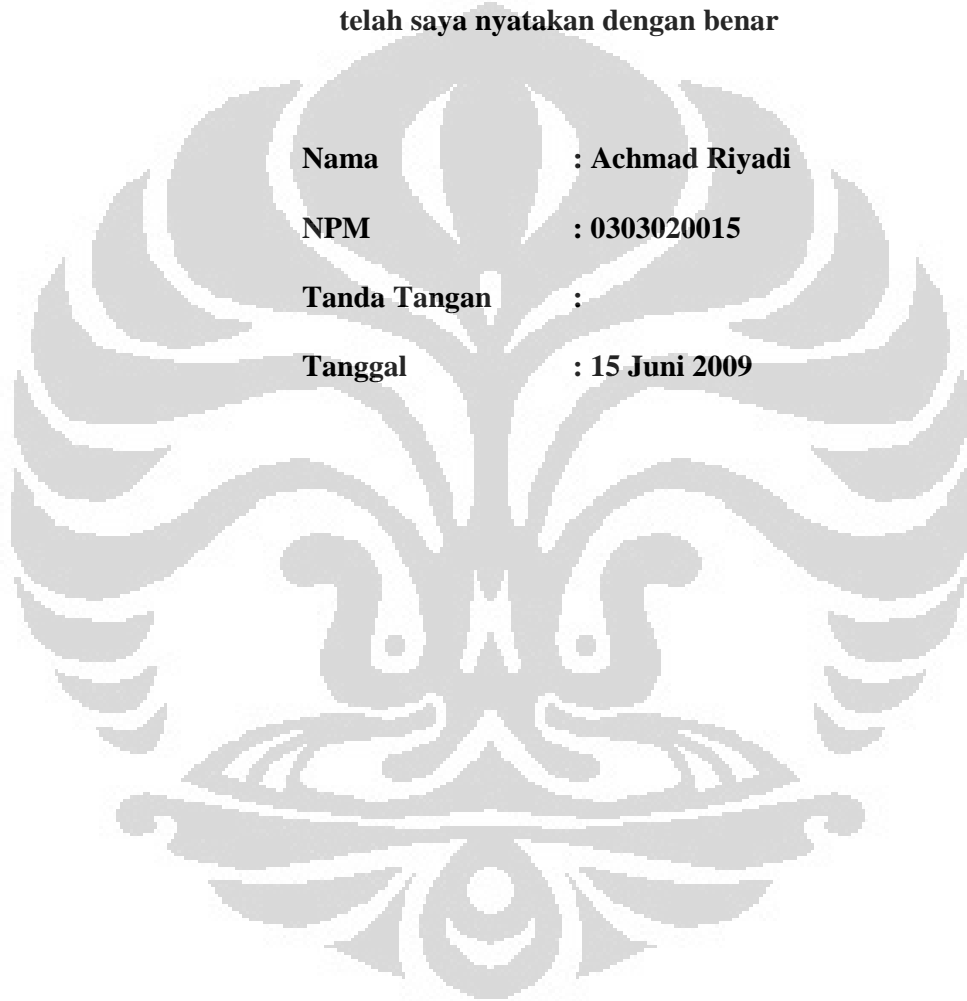 telah saya nyatakan dengan benar
Nama : Achmad Riyadi
NPM : 0303020015
Tanda Tangan :
Tanggal : 15 Juni 2009